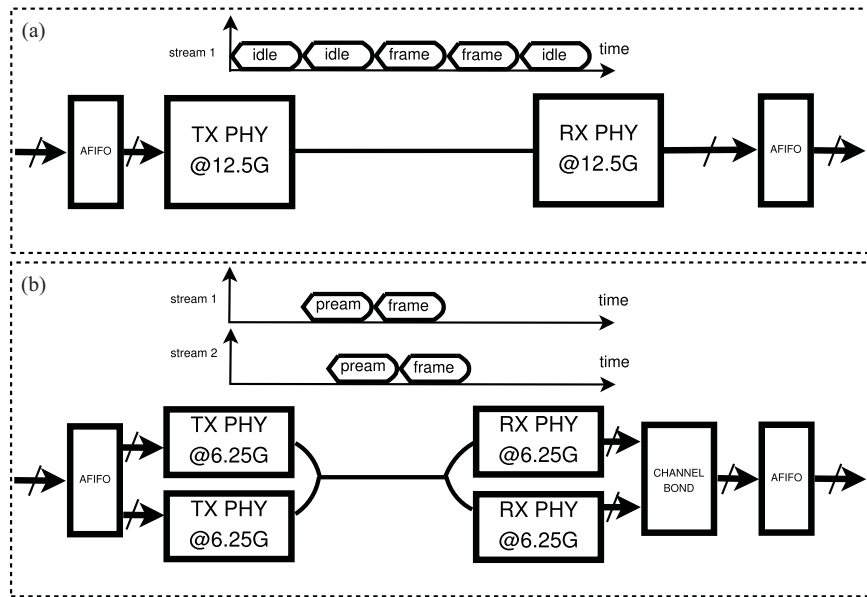 (a)
stream 1
idle idle frame frame idle
time
AFIFO
TX PHY
@12.5G
RX PHY
@12.5G
AFIFO
(b)
stream 1
pream frame
time
stream 2
pream frame
time
AFIFO
TX PHY
@6.25G
TX PHY
@6.25G
RX PHY
@6.25G
RX PHY
@6.25G
CHANNEL
BOND
AFIFO